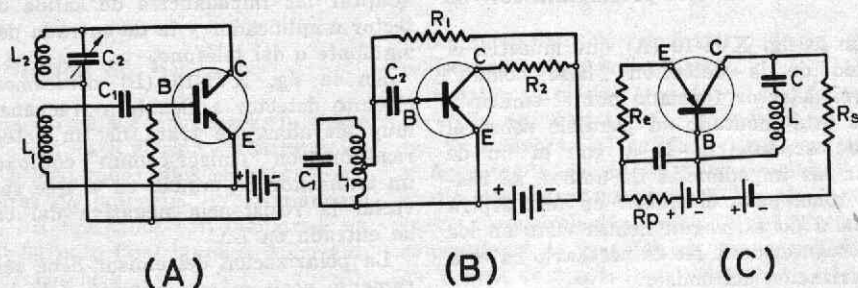 L2
C2
C1
B
C
E
L1
+ -
(A)
R1
C2
C
R2
B
E
C1
L1
+ -
(B)
E
C
C
Re
B
L
Rs
Rp
+ - + -
(C)